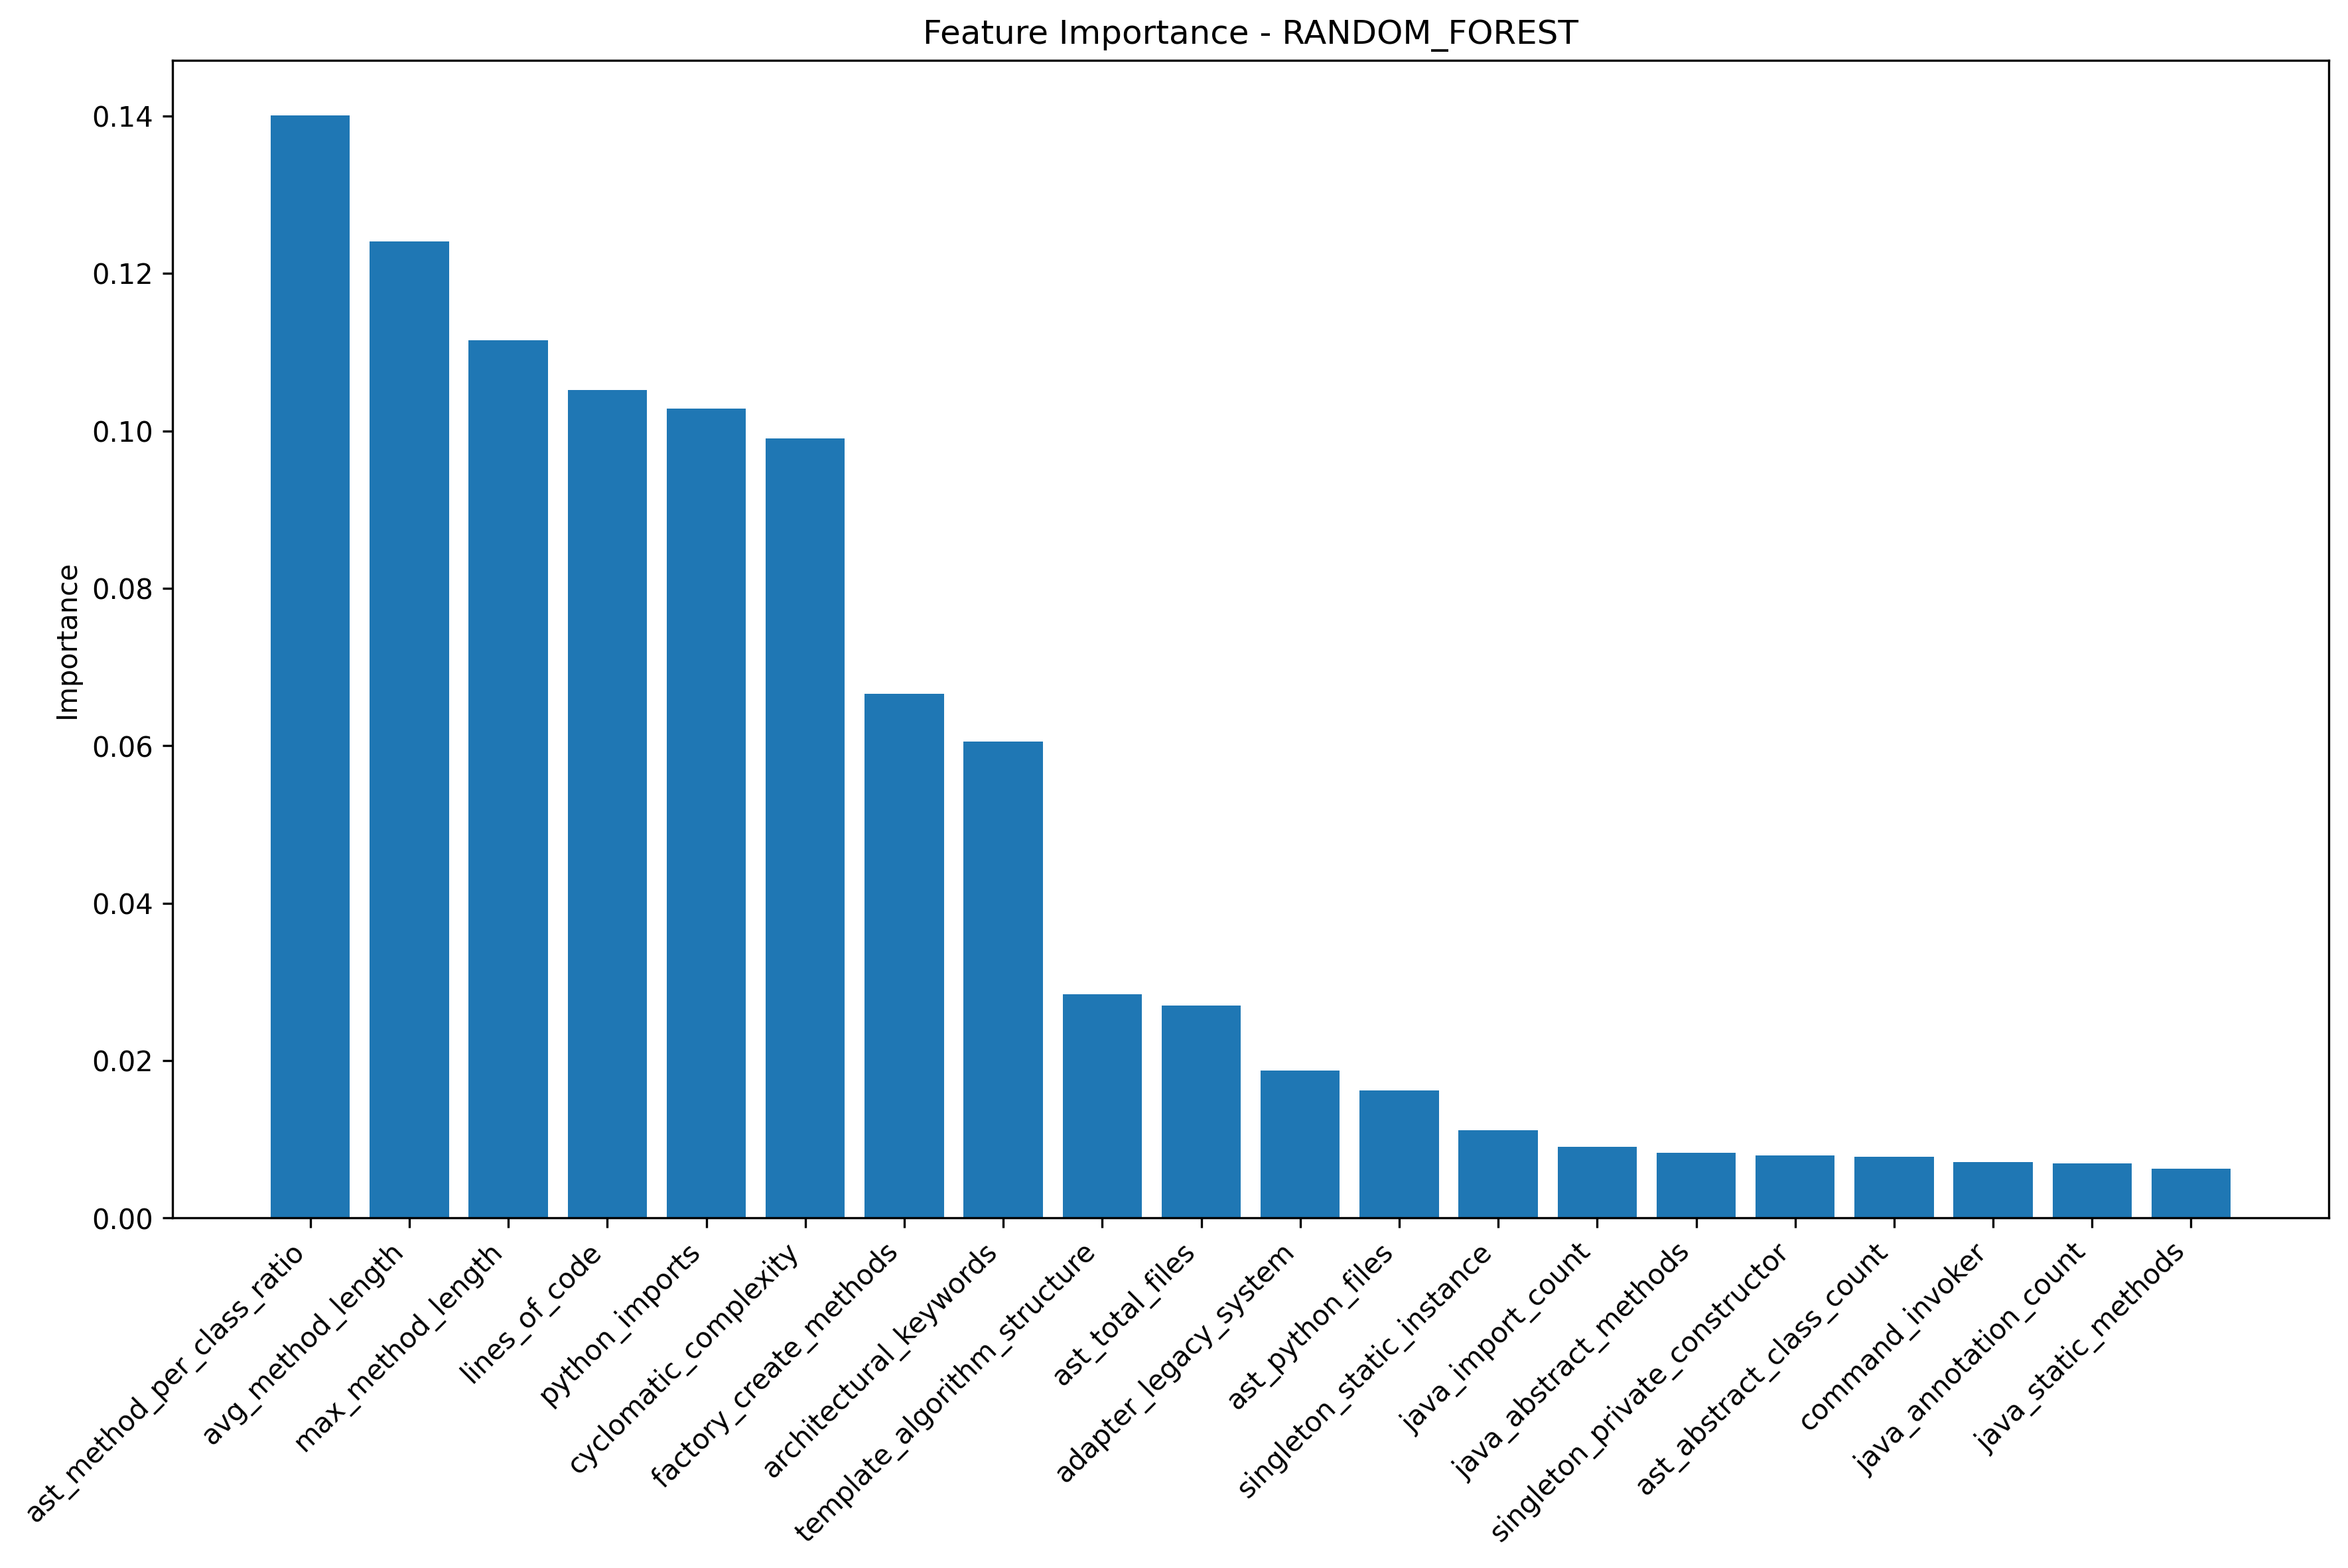 Feature Importance - RANDOM_FOREST
Importance
0.14
0.12
0.10
0.08
0.06
0.04
0.02
0.00
ast_method_per_class_ratio
avg_method_length
max_method_length
lines_of_code
python_imports
cyclomatic_complexity
factory_create_methods
architectural_keywords
template_algorithm_structure
ast_total_files
adapter_legacy_system
ast_python_files
singleton_static_instance
java_import_count
java_abstract_methods
singleton_private_constructor
ast_abstract_class_count
command_invoker
java_annotation_count
java_static_methods